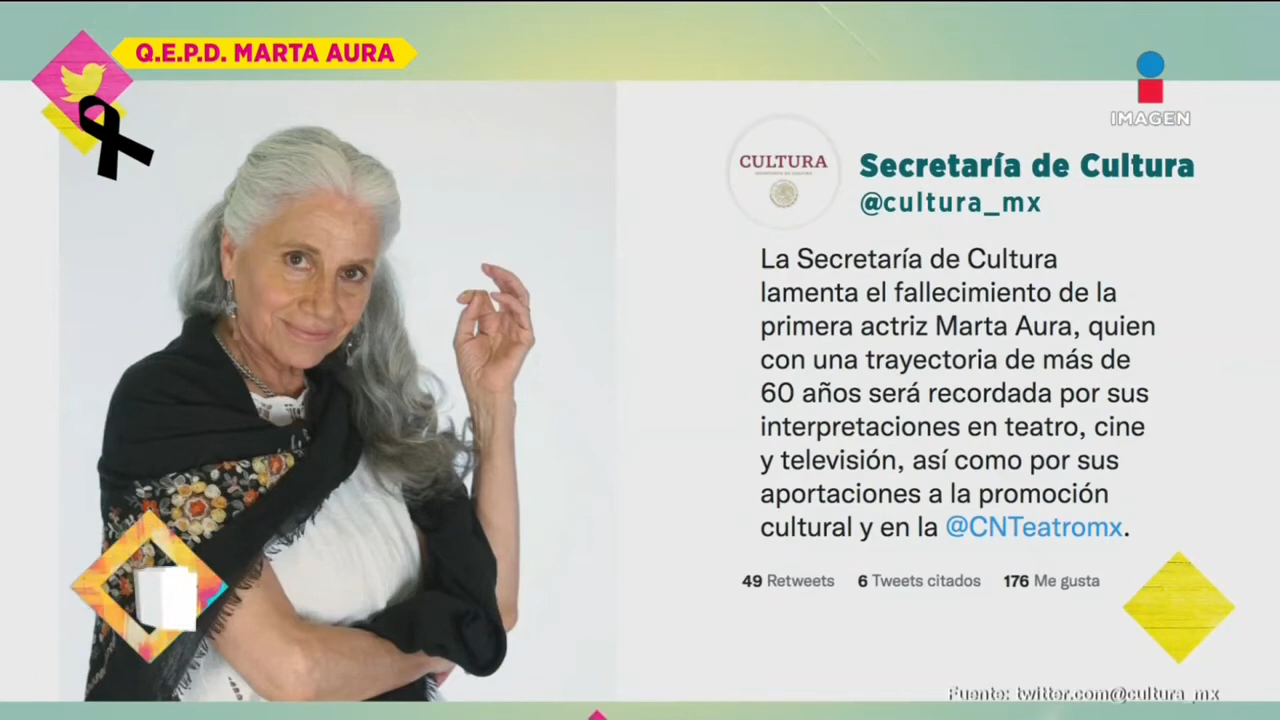 Q.E.P.D. MARTA AURA
IMAGEN
CULTURA
Secretaría de Cultura
@cultura_mx
La Secretaría de Cultura
lamenta el fallecimiento de la
primera actriz Marta Aura, quien
con una trayectoria de más de
60 años será recordada por sus
interpretaciones en teatro, cine
y televisión, así como por sus
aportaciones a la promoción
cultural y en la @CNTeatromx.
49 Retweets 6 Tweets citados 176 Me gusta
Fuente: twitter.com@cultura_mx